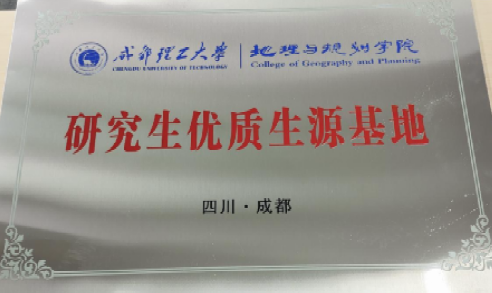 成都理工大学 地理与规划学院
CHENGDU UNIVERSITY OF TECHNOLOGY College of Geography and Planning
研究生优质生源基地
四川·成都